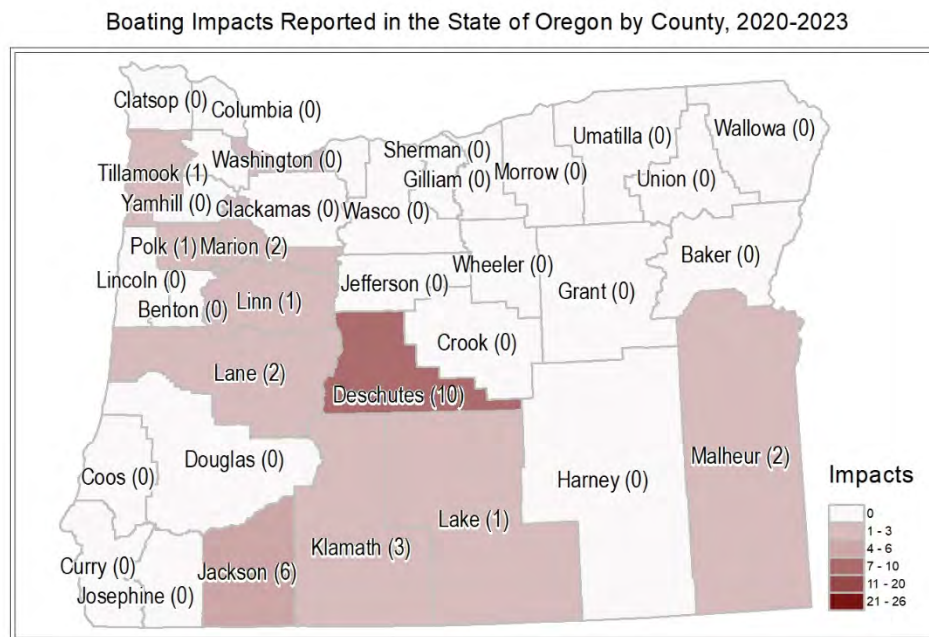 Boating Impacts Reported in the State of Oregon by County, 2020-2023
Clatsop (0)
Columbia (0)
Tillamook (1)
Washington (0)
Yamhill (0)
Clackamas (0)
Sherman (0)
Gilliam (0)
Wasco (0)
Morrow (0)
Umatilla (0)
Union (0)
Wallowa (0)
Polk (1)
Marion (2)
Lincoln (0)
Benton (0)
Linn (1)
Jefferson (0)
Wheeler (0)
Grant (0)
Baker (0)
Crook (0)
Lane (2)
Deschutes (10)
Coos (0)
Douglas (0)
Harney (0)
Malheur (2)
Curry (0)
Josephine (0)
Jackson (6)
Klamath (3)
Lake (1)
Impacts
0
1 - 3
4 - 6
7 - 10
11 - 20
21 - 26